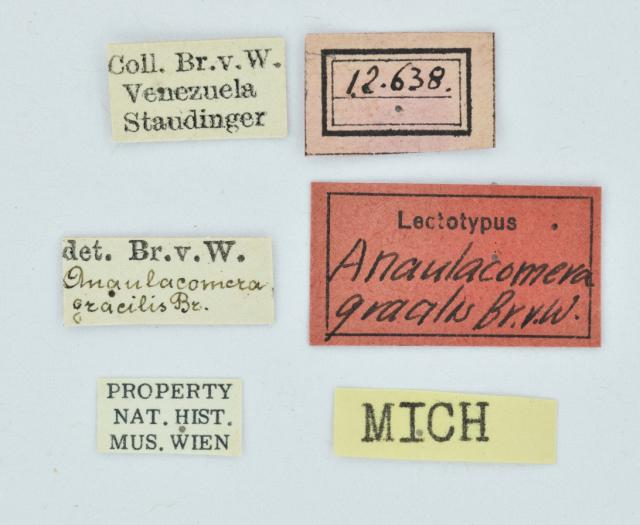 Coll. Br.v.W.
Venezuela
Staudinger
12.638.
det. Br.v.W.
Anaulacomera
gracilis Br.
Lectotypus
Anaulacomera
gracilis Br.v.W.
PROPERTY
NAT. HIST.
MUS. WIEN
MICH